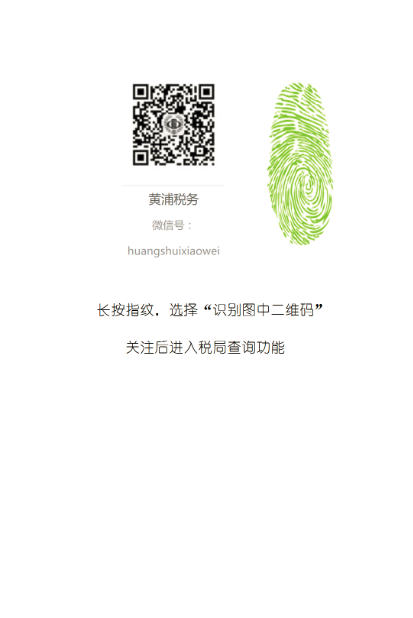 黄浦税务
微信号：
huangshuixiaowei
长按指纹，选择“识别图中二维码”
关注后进入税局查询功能